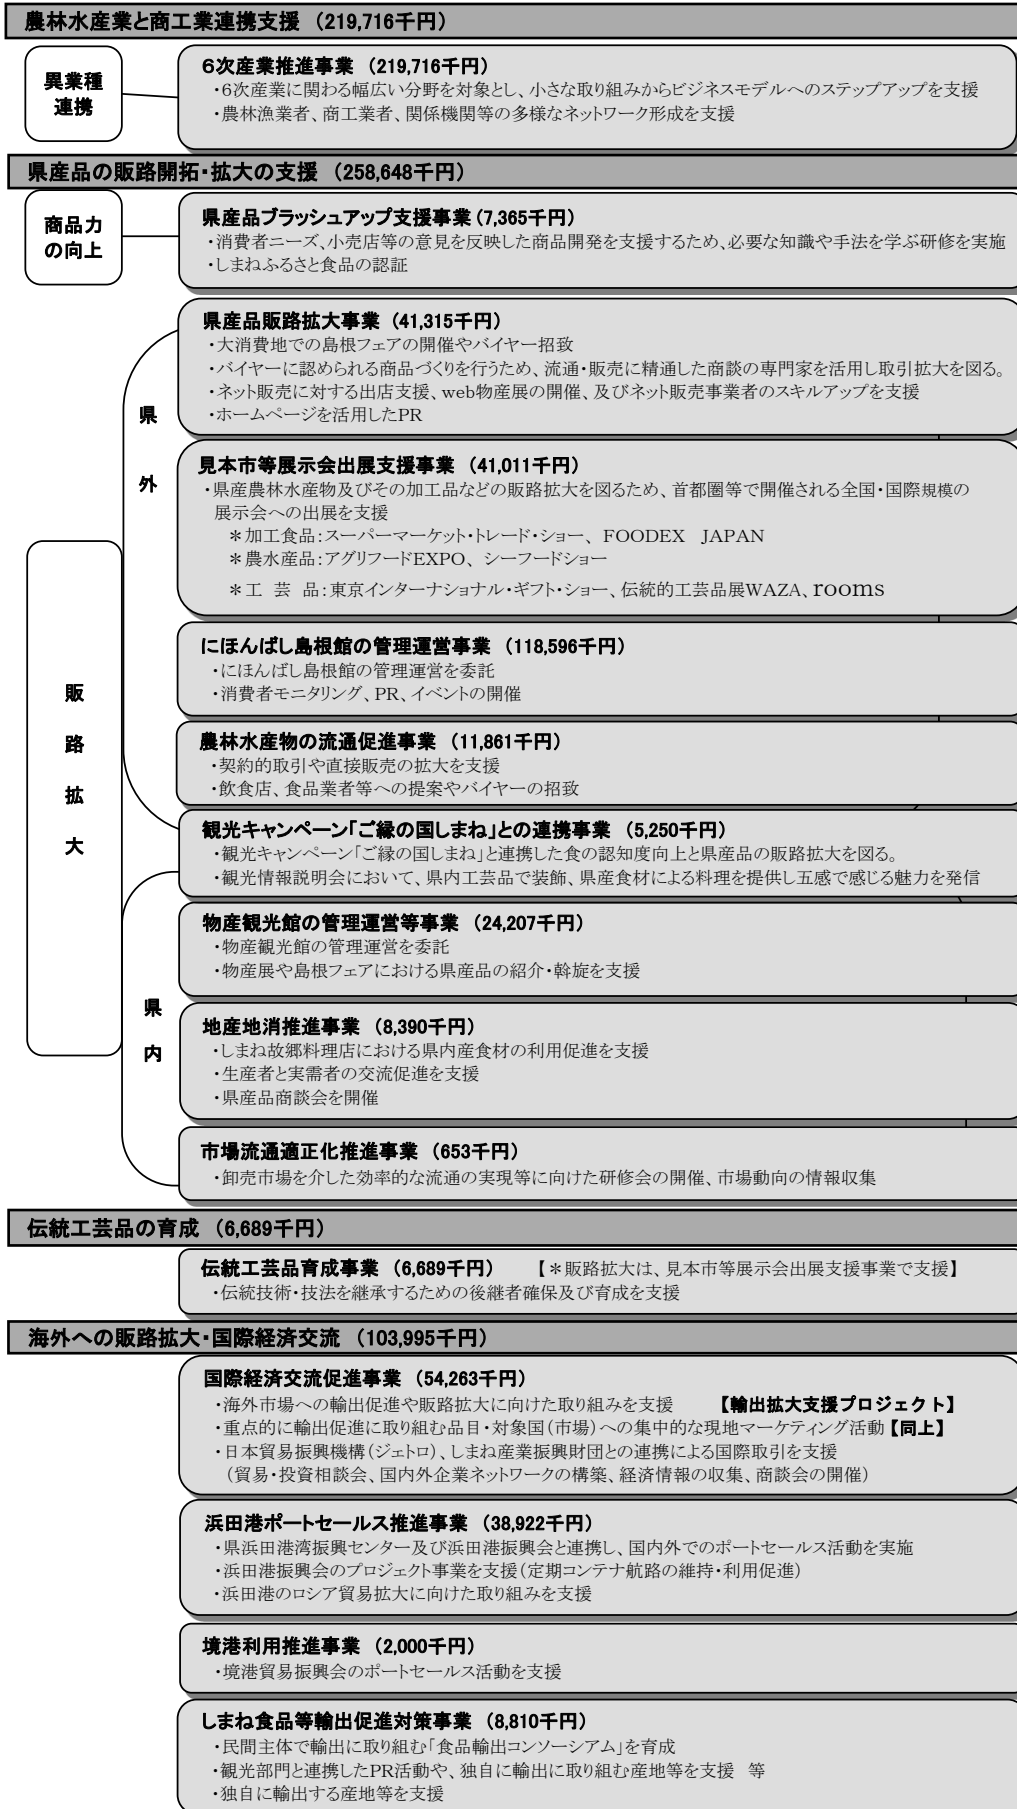 農林水産業と商工業連携支援 （219,716千円）
異業種
連携
6次産業推進事業 （219,716千円）
・6次産業に関わる幅広い分野を対象とし、小さな取り組みからビジネスモデルへのステップアップを支援
・農林漁業者、商工業者、関係機関等の多様なネットワーク形成を支援
県産品の販路開拓・拡大の支援 （258,648千円）
商品力
の向上
県産品ブラッシュアップ支援事業（7,365千円）
・消費者ニーズ、小売店等の意見を反映した商品開発を支援するため、必要な知識や手法を学ぶ研修を実施
・しまねふるさと食品の認証
販路拡大
県外
県産品販路拡大事業 （41,315千円）
・大消費地での島根フェアの開催やバイヤー招致
・バイヤーに認められる商品づくりを行うため、流通・販売に精通した商談の専門家を活用し取引拡大を図る。
・ネット販売に対する出店支援、web物産展の開催、及びネット販売事業者のスキルアップを支援
・ホームページを活用したPR
見本市等展示会出展支援事業 （41,011千円）
・県産農林水産物及びその加工品などの販路拡大を図るため、首都圏等で開催される全国・国際規模の
展示会への出展を支援
＊加工食品：スーパーマーケット・トレード・ショー、 FOODEX JAPAN
＊農水産品：アグリフードEXPO、 シーフードショー
＊工 芸 品：東京インターナショナル・ギフト・ショー、伝統的工芸品展WAZA、rooms
にほんばし島根館の管理運営事業 （118,596千円）
・にほんばし島根館の管理運営を委託
・消費者モニタリング、PR、イベントの開催
農林水産物の流通促進事業 （11,861千円）
・契約的取引や直接販売の拡大を支援
・飲食店、食品業者等への提案やバイヤーの招致
観光キャンペーン「ご縁の国しまね」との連携事業 （5,250千円）
・観光キャンペーン「ご縁の国しまね」と連携した食の認知度向上と県産品の販路拡大を図る。
・観光情報説明会において、県内工芸品で装飾、県産食材による料理を提供し五感で感じる魅力を発信
県内
物産観光館の管理運営等事業 （24,207千円）
・物産観光館の管理運営を委託
・物産展や島根フェアにおける県産品の紹介・斡旋を支援
地産地消推進事業 （8,390千円）
・しまね故郷料理店における県内産食材の利用促進を支援
・生産者と実需者の交流促進を支援
・県産品商談会を開催
市場流通適正化推進事業 （653千円）
・卸売市場を介した効率的な流通の実現等に向けた研修会の開催、市場動向の情報収集
伝統工芸品の育成 （6,689千円）
伝統工芸品育成事業 （6,689千円） 【＊販路拡大は、見本市等展示会出展支援事業で支援】
・伝統技術・技法を継承するための後継者確保及び育成を支援
海外への販路拡大・国際経済交流 （103,995千円）
国際経済交流促進事業 （54,263千円）
・海外市場への輸出促進や販路拡大に向けた取り組みを支援 【輸出拡大支援プロジェクト】
・重点的に輸出促進に取り組む品目・対象国（市場）への集中的な現地マーケティング活動【同上】
・日本貿易振興機構（ジェトロ）、しまね産業振興財団との連携による国際取引を支援
（貿易・投資相談会、国内外企業ネットワークの構築、経済情報の収集、商談会の開催）
浜田港ポートセールス推進事業 （38,922千円）
・県浜田港湾振興センター及び浜田港振興会と連携し、国内外でのポートセールス活動を実施
・浜田港振興会のプロジェクト事業を支援（定期コンテナ航路の維持・利用促進）
・浜田港のロシア貿易拡大に向けた取り組みを支援
境港利用推進事業 （2,000千円）
・境港貿易振興会のポートセールス活動を支援
しまね食品等輸出促進対策事業 （8,810千円）
・民間主体で輸出に取り組む「食品輸出コンソーシアム」を育成
・観光部門と連携したPR活動や、独自に輸出に取り組む産地等を支援 等
・独自に輸出する産地等を支援